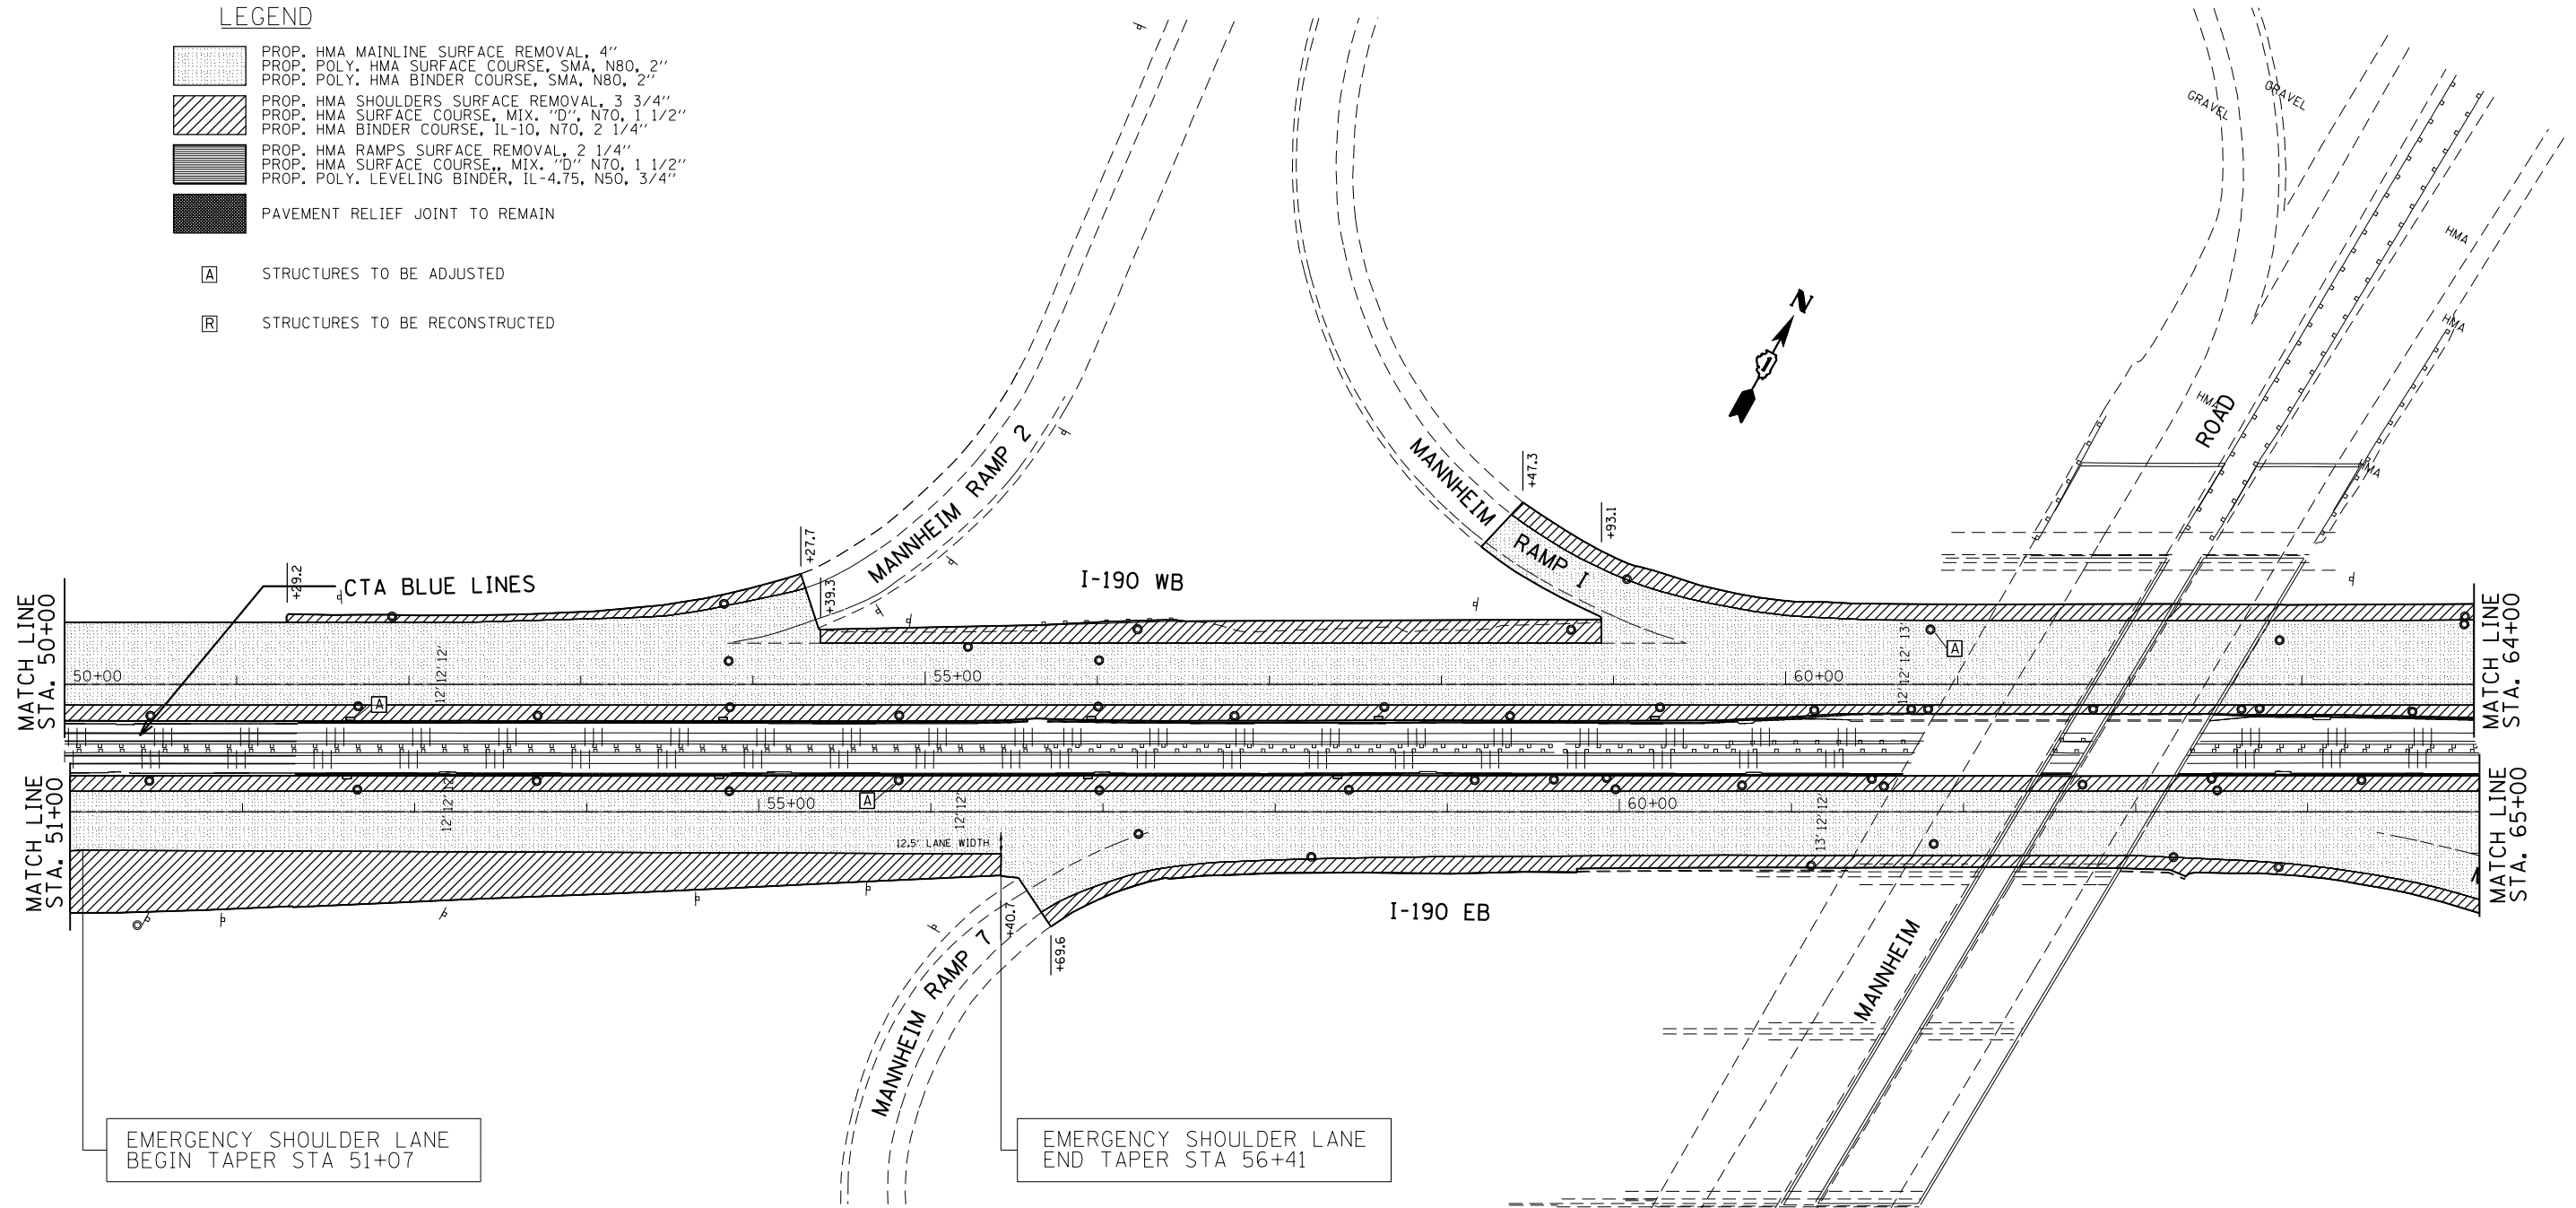 LEGEND
PROP. HMA MAINLINE SURFACE REMOVAL, 4"
PROP. POLY. HMA SURFACE COURSE, SMA, N80, 2"
PROP. POLY. HMA BINDER COURSE, SMA, N80, 2"
PROP. HMA SHOULDERS SURFACE REMOVAL, 3 3/4"
PROP. HMA SURFACE COURSE, MIX. "D", N70, 1 1/2"
PROP. HMA BINDER COURSE, IL-10, N70, 2 1/4"
PROP. HMA RAMPS SURFACE REMOVAL, 2 1/4"
PROP. HMA SURFACE COURSE,, MIX. "D" N70, 1 1/2"
PROP. POLY. LEVELING BINDER, IL-4.75, N50, 3/4"
PAVEMENT RELIEF JOINT TO REMAIN
A STRUCTURES TO BE ADJUSTED
R STRUCTURES TO BE RECONSTRUCTED
GRAVEL
GRAVEL
HMA
HMA
HMA
HMA
N
ROAD
MANNHEIM RAMP 2
MANNHEIM
RAMP 1
+47.3
+93.1
+27.7
+39.3
+29.2
CTA BLUE LINES
I-190 WB
MATCH LINE
STA. 50+00
MATCH LINE
STA. 64+00
50+00
55+00
60+00
12' 12' 12'
12' 12' 12' 13'
A
A
MATCH LINE
STA. 51+00
MATCH LINE
STA. 65+00
55+00
60+00
12' 12' 12'
12' 12'
13' 12' 12'
A
12.5' LANE WIDTH
+40.7
+69.6
I-190 EB
MANNHEIM RAMP 7
MANNHEIM
EMERGENCY SHOULDER LANE
BEGIN TAPER STA 51+07
EMERGENCY SHOULDER LANE
END TAPER STA 56+41